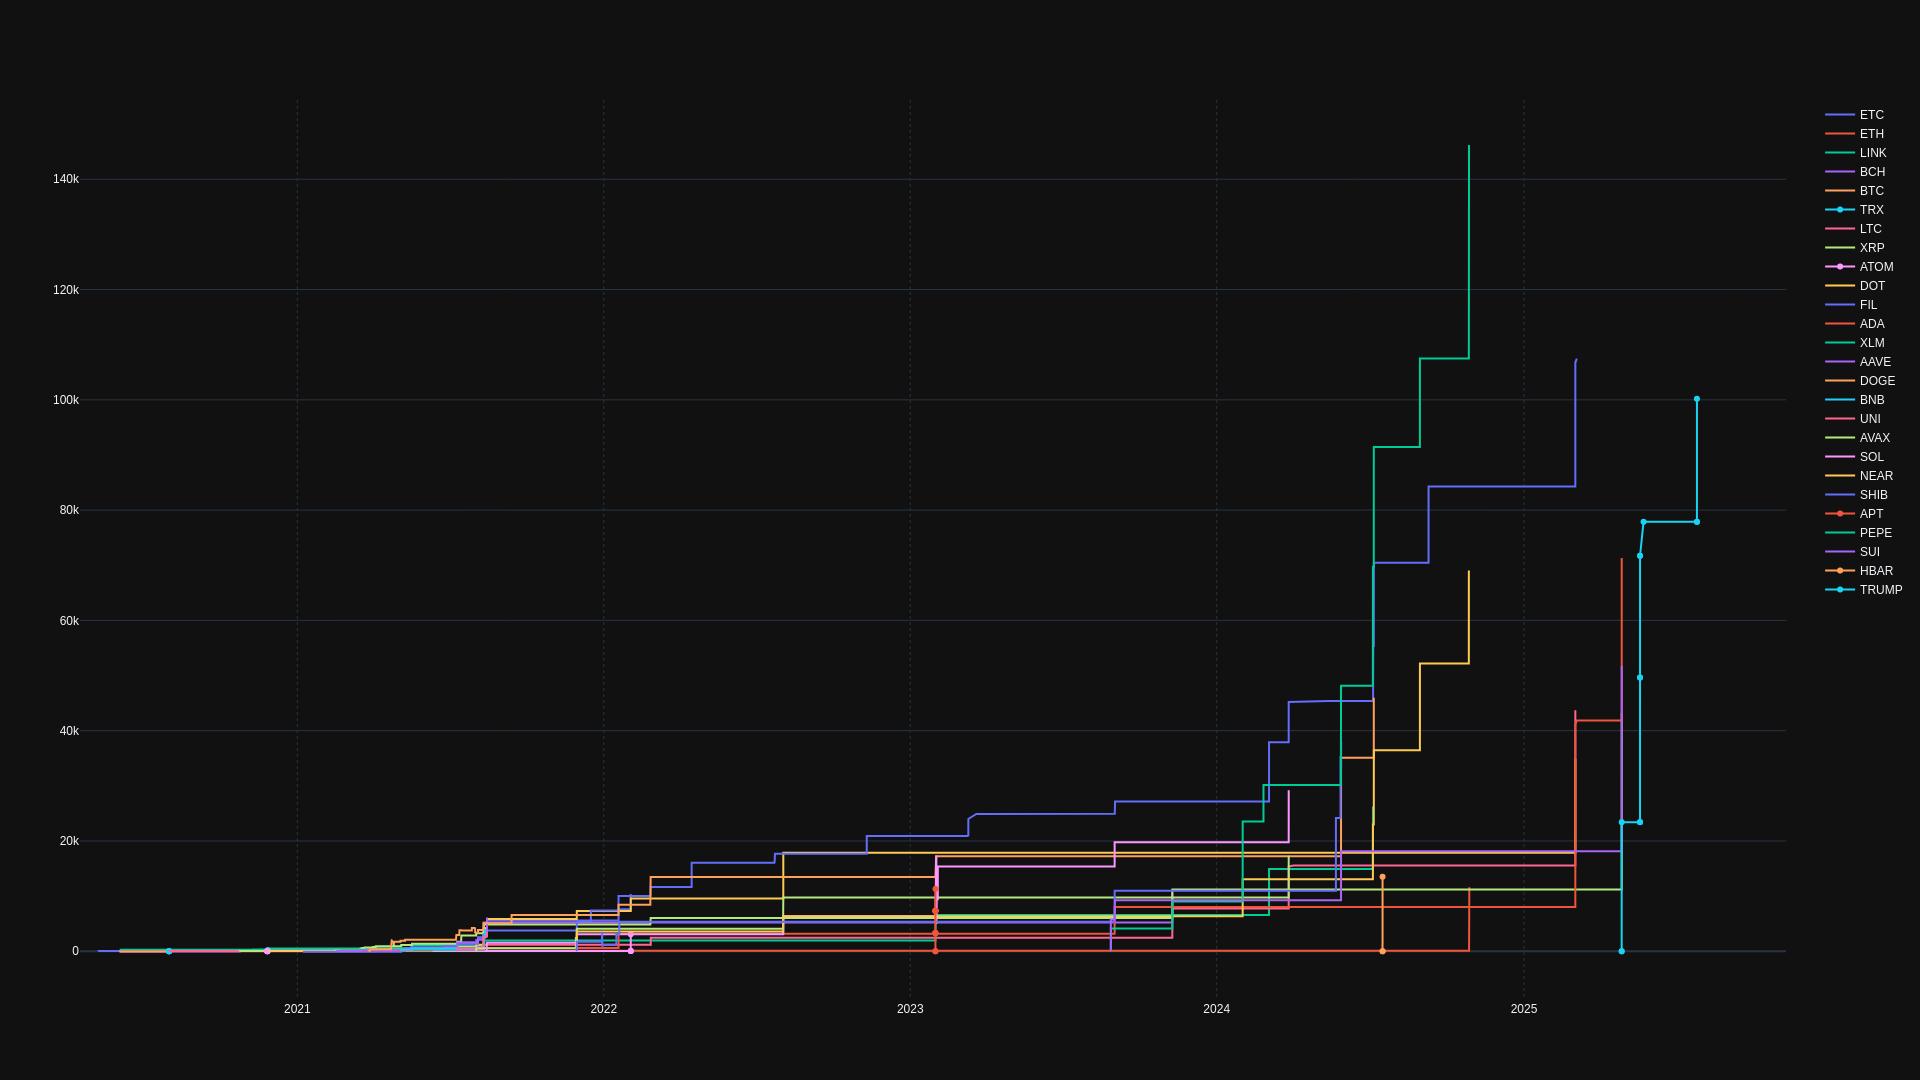 140k
120k
100k
80k
60k
40k
20k
0
2021
2022
2023
2024
2025
ETC
ETH
LINK
BCH
BTC
TRX
LTC
XRP
ATOM
DOT
FIL
ADA
XLM
AAVE
DOGE
BNB
UNI
AVAX
SOL
NEAR
SHIB
APT
PEPE
SUI
HBAR
TRUMP